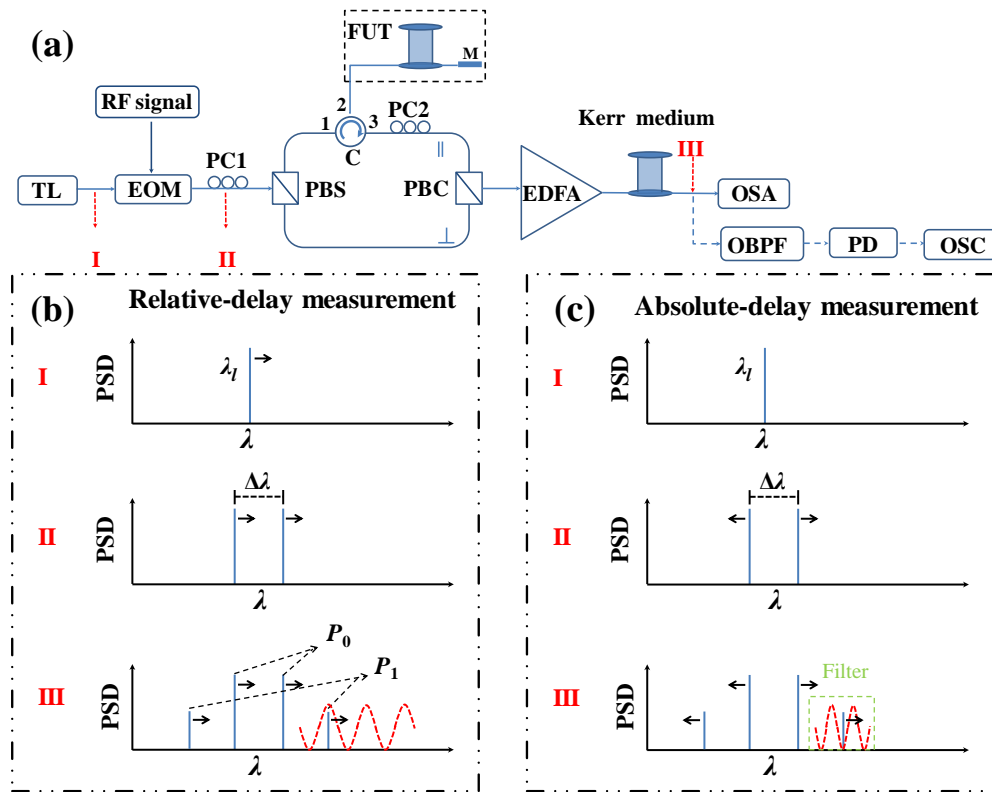 (a)
FUT
M
RF signal
2
1
3
PC2
Kerr medium
PC1
C
||
III
TL
EOM
PBS
PBC
EDFA
OSA
⊥
I
II
OBPF
PD
OSC
(b) Relative-delay measurement
I
PSD
λl
λ
II
PSD
Δλ
λ
P0
P1
III
PSD
λ
(c) Absolute-delay measurement
I
PSD
λl
λ
II
PSD
Δλ
λ
Filter
III
PSD
λ